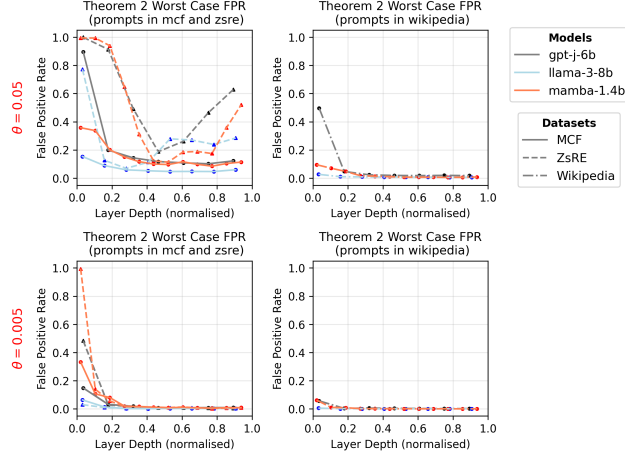 Theorem 2 Worst Case FPR
(prompts in mcf and zsre)
Theorem 2 Worst Case FPR
(prompts in wikipedia)
θ = 0.05
False Positive Rate
1.0
0.8
0.6
0.4
0.2
0.0
0.0 0.2 0.4 0.6 0.8 1.0
Layer Depth (normalised)
False Positive Rate
1.0
0.8
0.6
0.4
0.2
0.0
0.0 0.2 0.4 0.6 0.8 1.0
Layer Depth (normalised)
Models
gpt-j-6b
llama-3-8b
mamba-1.4b
Datasets
MCF
ZsRE
Wikipedia
Theorem 2 Worst Case FPR
(prompts in mcf and zsre)
Theorem 2 Worst Case FPR
(prompts in wikipedia)
θ = 0.005
False Positive Rate
1.0
0.8
0.6
0.4
0.2
0.0
0.0 0.2 0.4 0.6 0.8 1.0
Layer Depth (normalised)
False Positive Rate
1.0
0.8
0.6
0.4
0.2
0.0
0.0 0.2 0.4 0.6 0.8 1.0
Layer Depth (normalised)